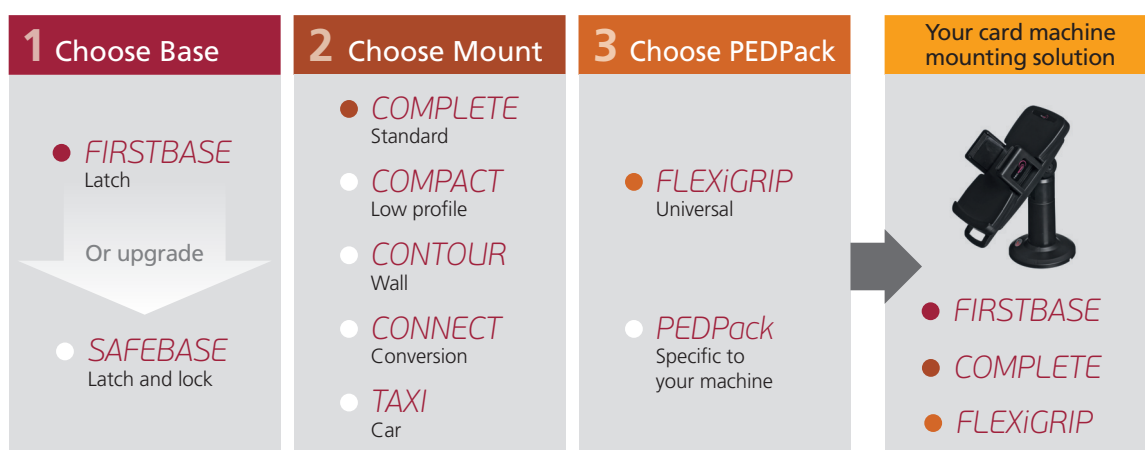 1 Choose Base
FIRSTBASE
Latch
Or upgrade
SAFEBASE
Latch and lock
2 Choose Mount
COMPLETE
Standard
COMPACT
Low profile
CONTOUR
Wall
CONNECT
Conversion
TAXI
Car
3 Choose PEDPack
FLEXiGRIP
Universal
PEDPack
Specific to
your machine
Your card machine
mounting solution
FIRSTBASE
COMPLETE
FLEXiGRIP